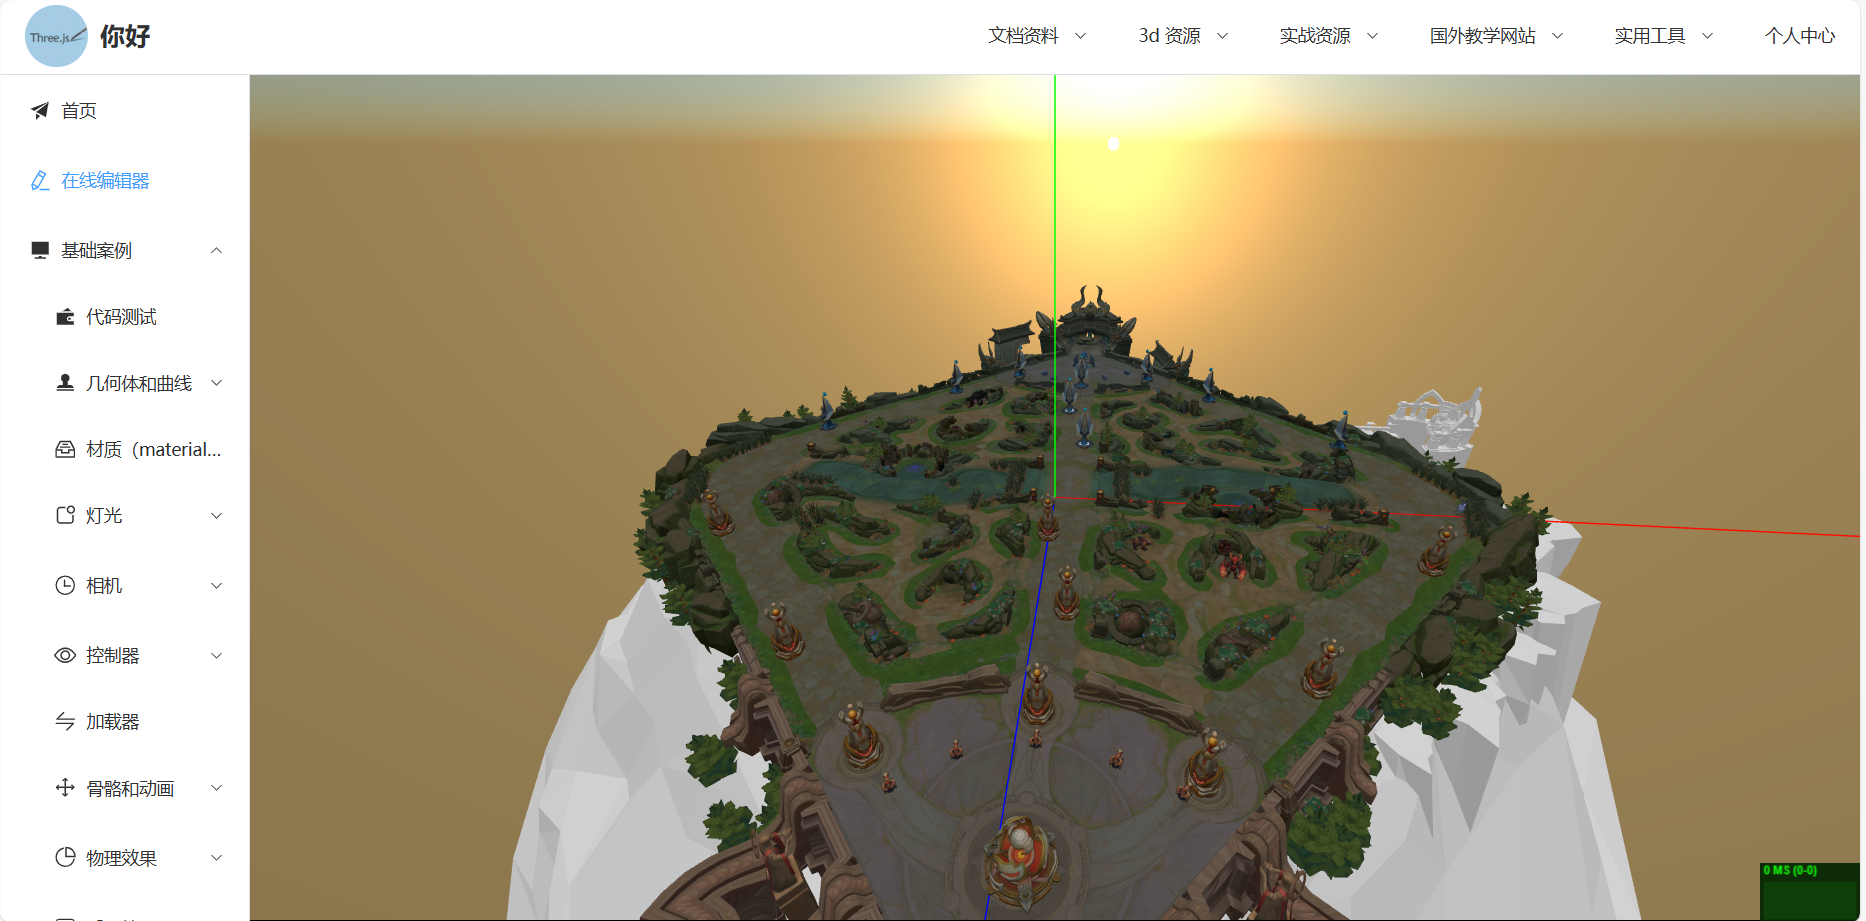 Three.js
你好
文档资料
3d 资源
实战资源
国外教学网站
实用工具
个人中心
首页
在线编辑器
基础案例
代码测试
几何体和曲线
材质（material...
灯光
相机
控制器
加载器
骨骼和动画
物理效果
0 MS (0-0)